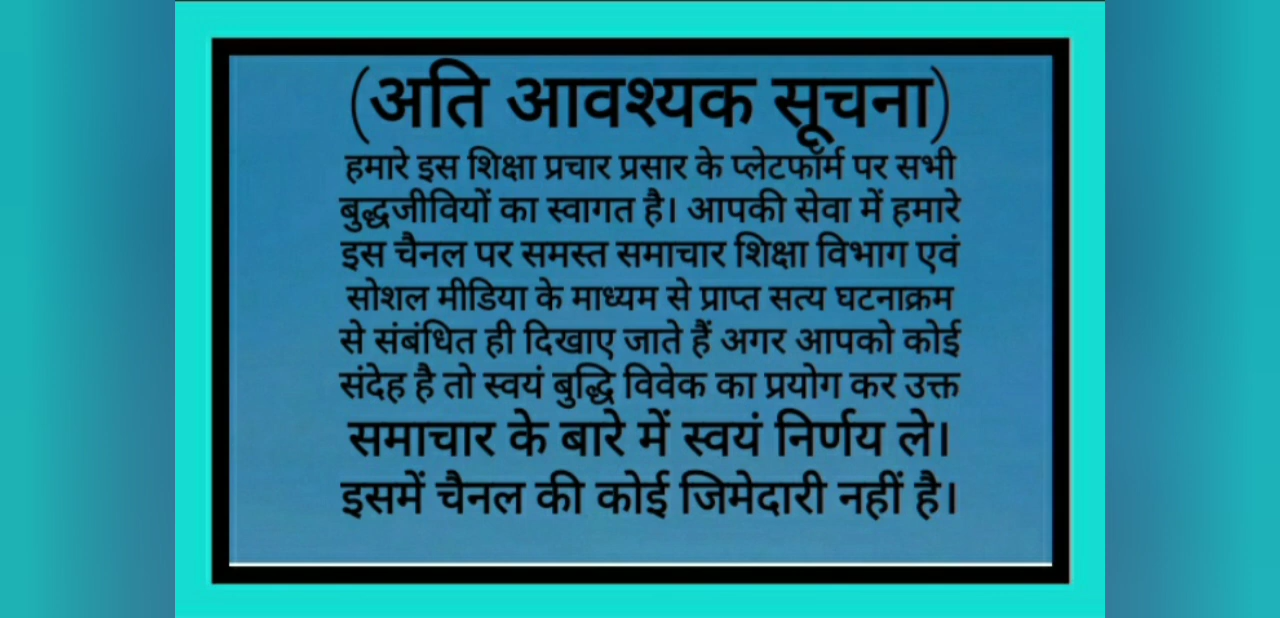 (अति आवश्यक सूचना)
हमारे इस शिक्षा प्रचार प्रसार के प्लेटफॉर्म पर सभी
बुद्धजीवियों का स्वागत है। आपकी सेवा में हमारे
इस चैनल पर समस्त समाचार शिक्षा विभाग एवं
सोशल मीडिया के माध्यम से प्राप्त सत्य घटनाक्रम
से संबंधित ही दिखाए जाते हैं अगर आपको कोई
संदेह है तो स्वयं बुद्धि विवेक का प्रयोग कर उक्त
समाचार के बारे में स्वयं निर्णय ले।
इसमें चैनल की कोई जिमेदारी नहीं है।